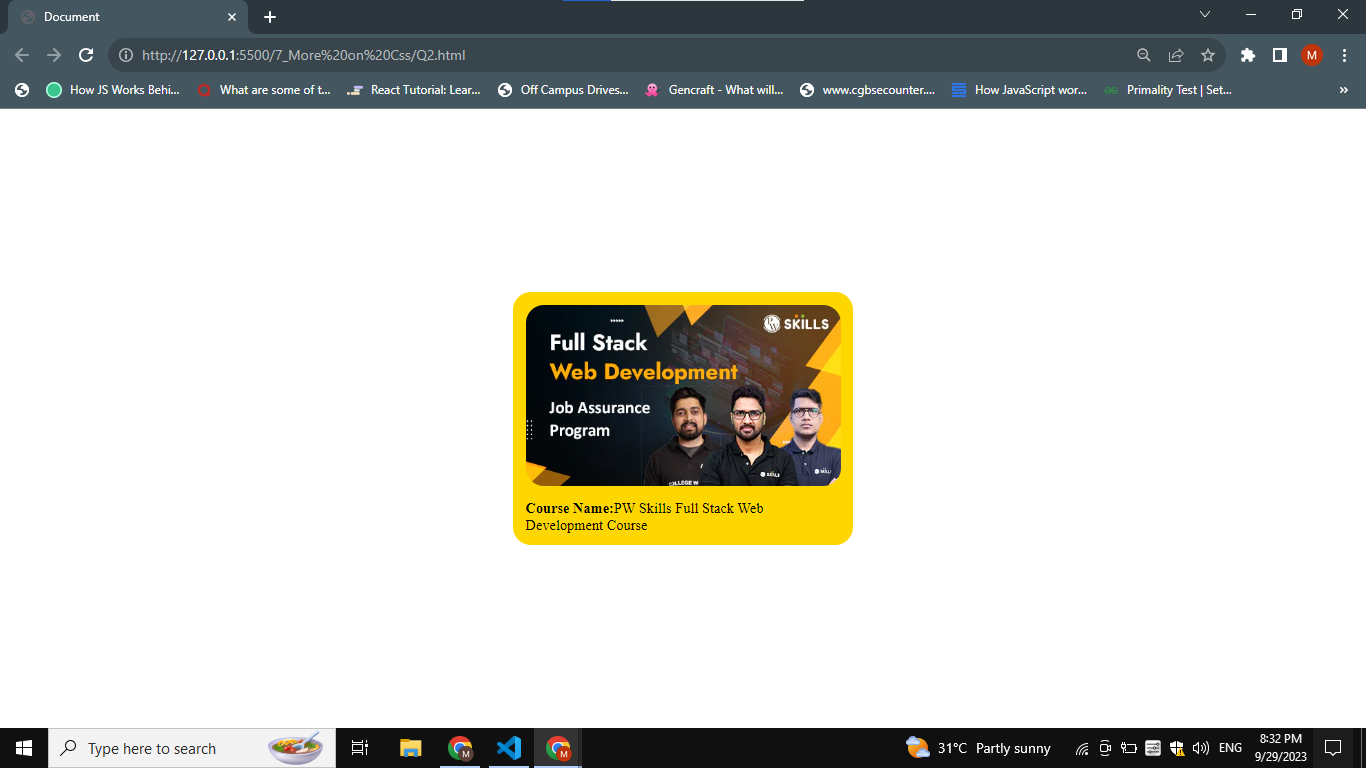 Document
http://127.0.0.1:5500/7_More%20on%20Css/Q2.html
M
How JS Works Behi...
What are some of t...
React Tutorial: Lear...
Off Campus Drives...
Gencraft - What will...
www.cgbsecounter....
How JavaScript wor...
Primality Test | Set...
»
SKILLS
Full Stack
Web Development
Job Assurance
Program
SKILLS
COLLEGE W
SKILLS
Course Name:PW Skills Full Stack Web
Development Course
Type here to search
M
M
31°C Partly sunny
ENG
8:32 PM
9/29/2023